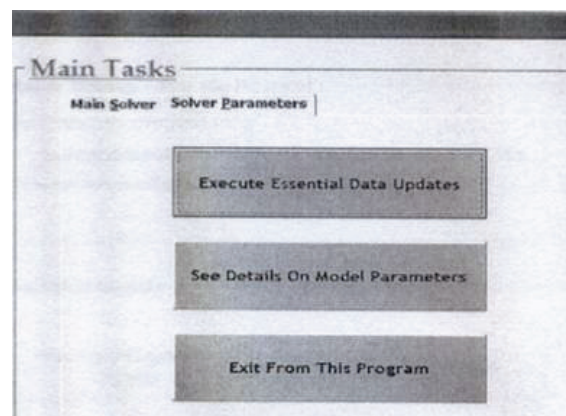 Main Tasks
Main Solver Solver Parameters
Execute Essential Data Updates
See Details On Model Parameters
Exit From This Program